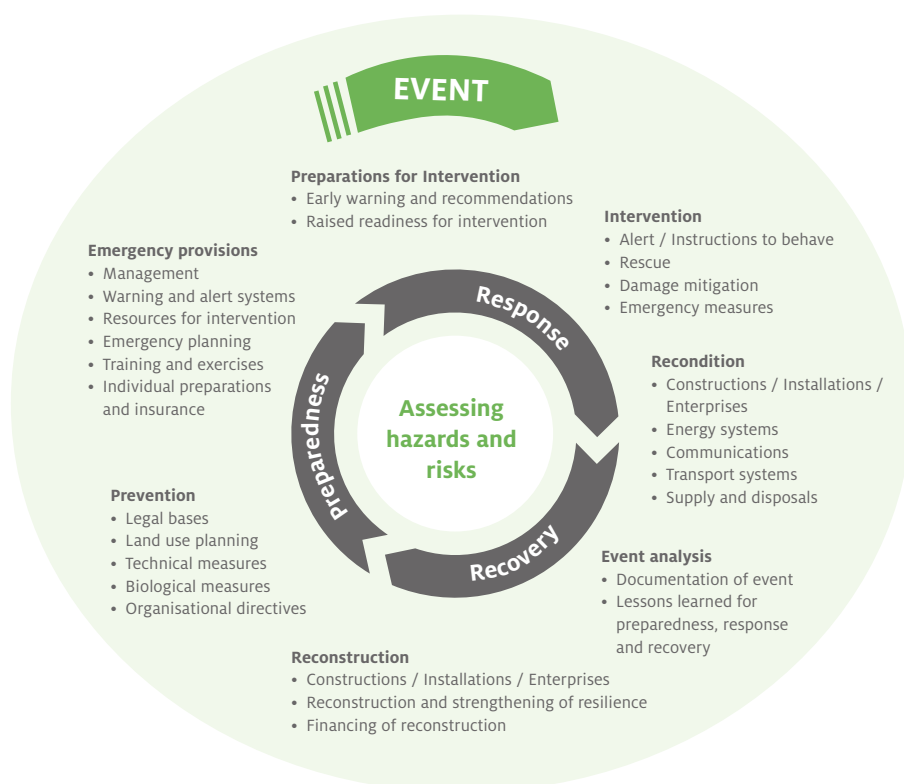 EVENT
Preparations for Intervention
• Early warning and recommendations
• Raised readiness for intervention
Intervention
• Alert / Instructions to behave
• Rescue
• Damage mitigation
• Emergency measures
Recondition
• Constructions / Installations /
Enterprises
• Energy systems
• Communications
• Transport systems
• Supply and disposals
Event analysis
• Documentation of event
• Lessons learned for
preparedness, response
and recovery
Reconstruction
• Constructions / Installations / Enterprises
• Reconstruction and strengthening of resilience
• Financing of reconstruction
Prevention
• Legal bases
• Land use planning
• Technical measures
• Biological measures
• Organisational directives
Emergency provisions
• Management
• Warning and alert systems
• Resources for intervention
• Emergency planning
• Training and exercises
• Individual preparations
and insurance
Response
Recovery
Preparedness
Assessing
hazards and
risks